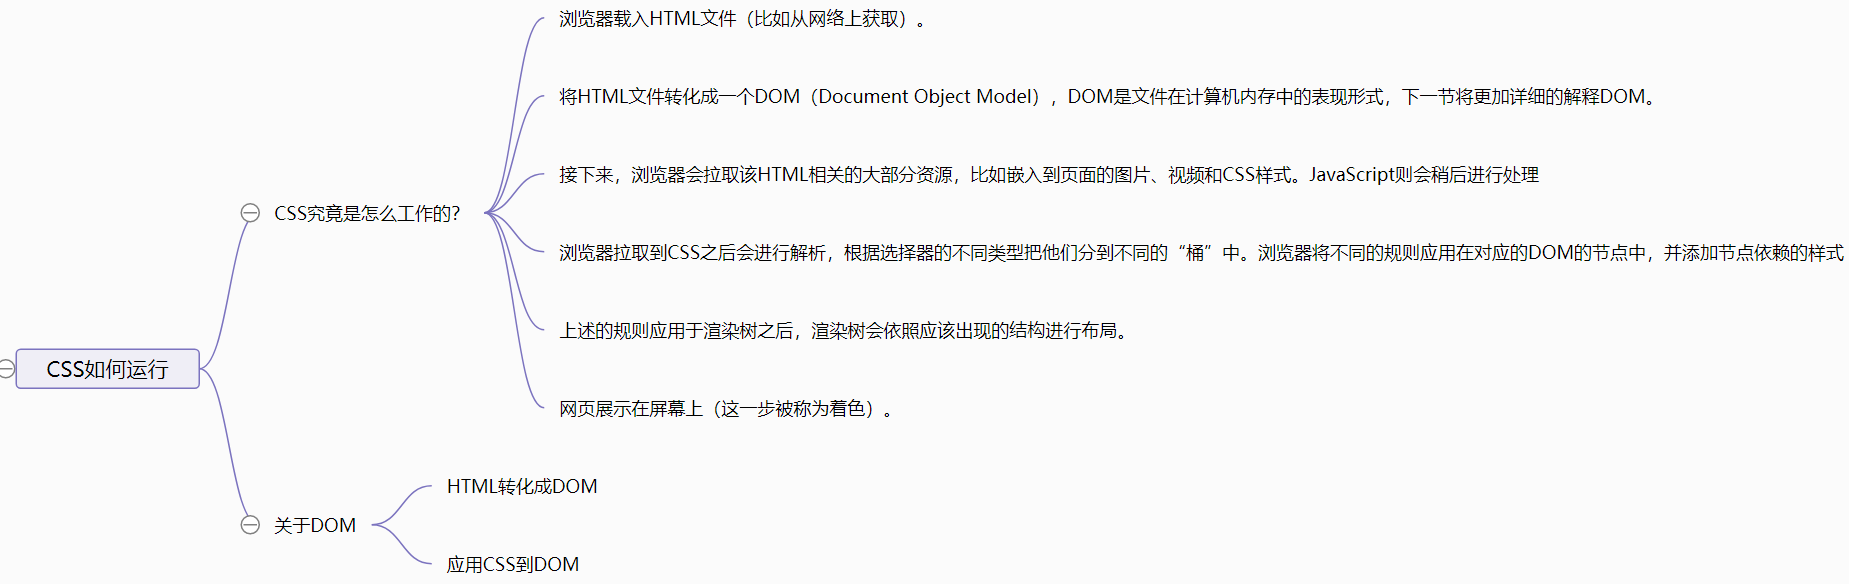 浏览器载入HTML文件（比如从网络上获取）。
将HTML文件转化成一个DOM（Document Object Model），DOM是文件在计算机内存中的表现形式，下一节将更加详细的解释DOM。
接下来，浏览器会拉取该HTML相关的大部分资源，比如嵌入到页面的图片、视频和CSS样式。JavaScript则会稍后进行处理
CSS究竟是怎么工作的？
浏览器拉取到CSS之后会进行解析，根据选择器的不同类型把他们分到不同的“桶”中。浏览器将不同的规则应用在对应的DOM的节点中，并添加节点依赖的样式
上述的规则应用于渲染树之后，渲染树会依照应该出现的结构进行布局。
CSS如何运行
网页展示在屏幕上（这一步被称为着色）。
HTML转化成DOM
关于DOM
应用CSS到DOM